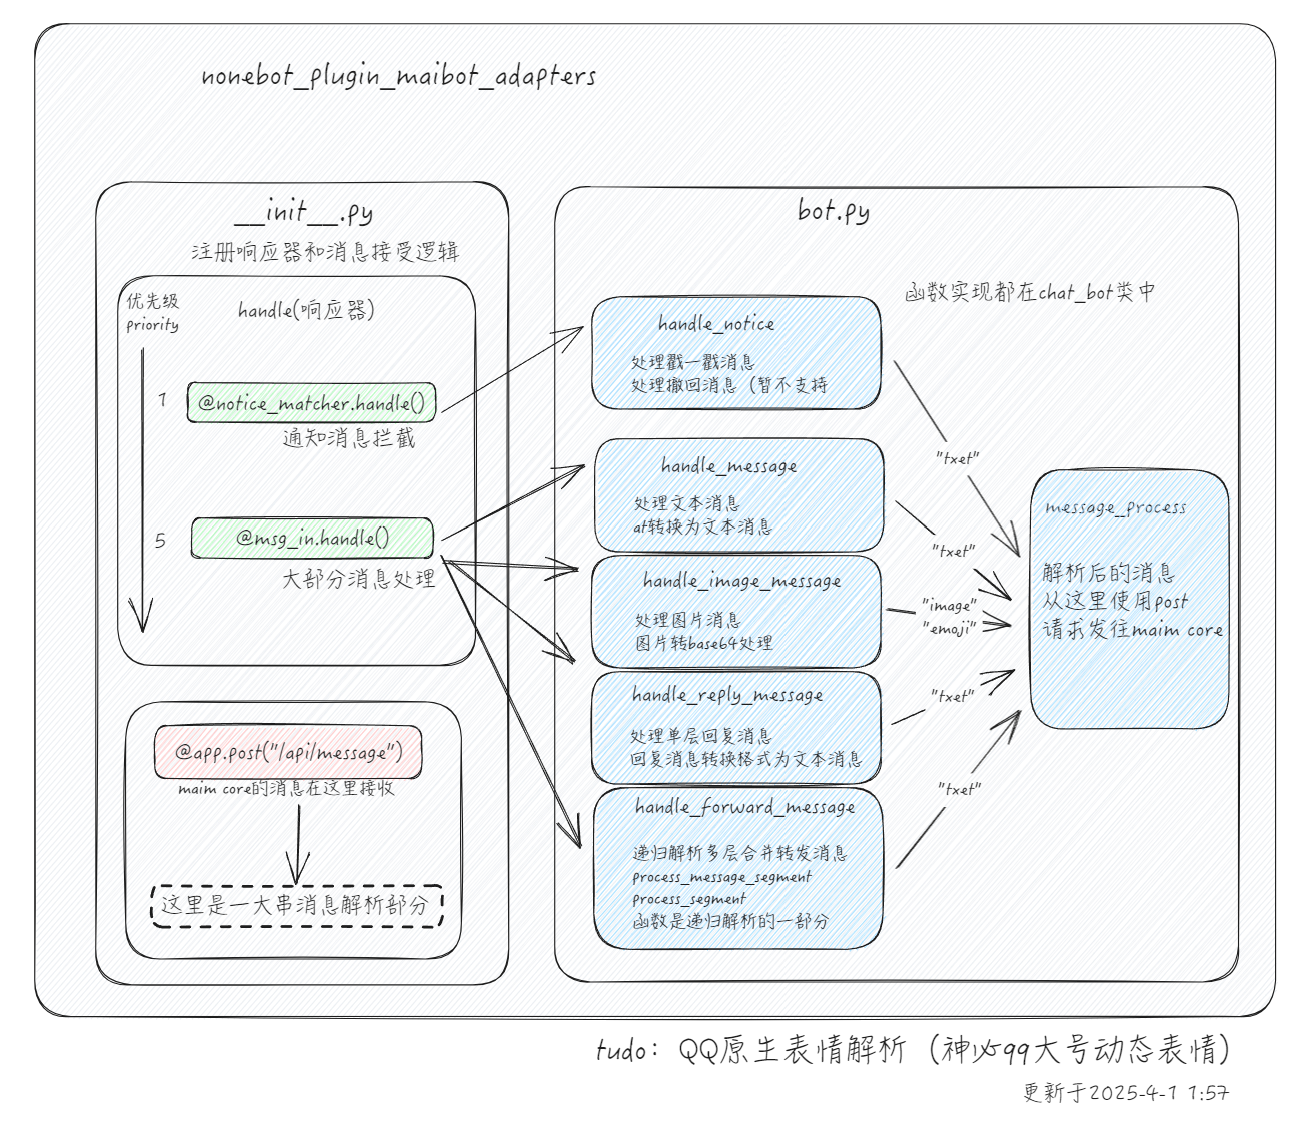 nonebot_plugin_maibot_adapters
__init__.py
注册响应器和消息接受逻辑
优先级
priority
handle(响应器)
1
@notice_matcher.handle()
通知消息拦截
5
@msg_in.handle()
大部分消息处理
@app.post("/api/message")
maim core的消息在这里接收
这里是一大串消息解析部分
bot.py
函数实现都在chat_bot类中
handle_notice
处理戳一戳消息
处理撤回消息（暂不支持
handle_message
处理文本消息
at转换为文本消息
handle_image_message
处理图片消息
图片转base64处理
handle_reply_message
处理单层回复消息
回复消息转换格式为文本消息
handle_forward_message
递归解析多层合并转发消息
process_message_segment
process_segment
函数是递归解析的一部分
"txet"
"txet"
"image"
"emoji"
"txet"
"txet"
message_process
解析后的消息
从这里使用post
请求发往maim core
tudo：QQ原生表情解析（神必qq大号动态表情）
更新于2025-4-1 1:57